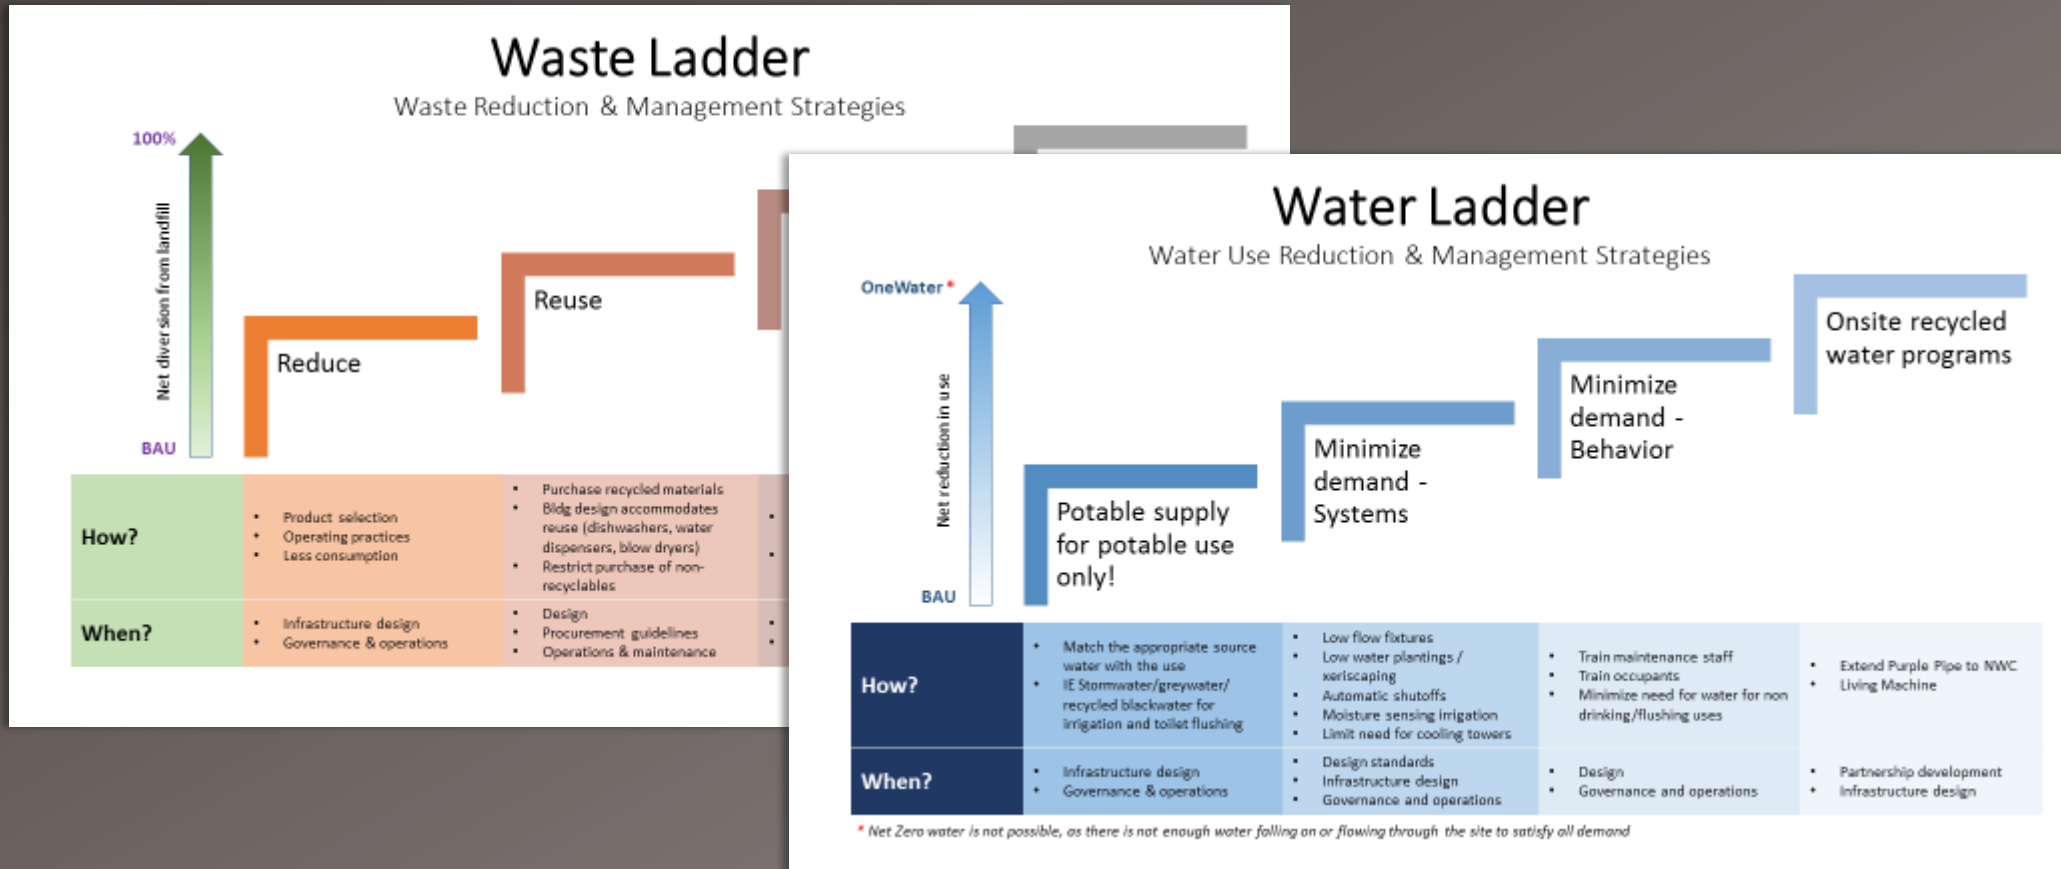 Waste Ladder
Waste Reduction & Management Strategies
100%
Net diversion from landfill
BAU
Reduce
Reuse
How?
• Product selection
• Operating practices
• Less consumption
• Purchase recycled materials
• Bldg design accommodates
reuse (dishwashers, water
dispensers, blow dryers)
• Restrict purchase of non-
recyclables
When?
• Infrastructure design
• Governance & operations
• Design
• Procurement guidelines
• Operations & maintenance
Water Ladder
Water Use Reduction & Management Strategies
OneWater *
Net reduction in use
BAU
Potable supply
for potable use
only!
Minimize
demand -
Systems
Minimize
demand -
Behavior
Onsite recycled
water programs
How?
• Match the appropriate source
water with the use
• IE Stormwater/greywater/
recycled blackwater for
irrigation and toilet flushing
• Low flow fixtures
• Low water plantings /
xeriscaping
• Automatic shutoffs
• Moisture sensing irrigation
• Limit need for cooling towers
• Train maintenance staff
• Train occupants
• Minimize need for water for non
drinking/flushing uses
• Extend Purple Pipe to NWC
• Living Machine
When?
• Infrastructure design
• Governance & operations
• Design standards
• Infrastructure design
• Governance and operations
• Design
• Governance and operations
• Partnership development
• Infrastructure design
* Net Zero water is not possible, as there is not enough water falling on or flowing through the site to satisfy all demand